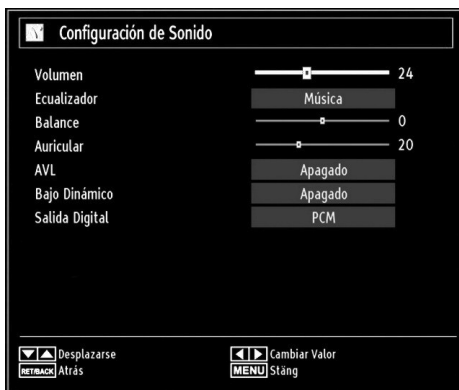 Configuración de Sonido
Volumen 24
Ecualizador Música
Balance 0
Auricular 20
AVL Apagado
Bajo Dinámico Apagado
Salida Digital PCM
Desplazarse Cambiar Valor
RET/BACK Atrás MENU Stäng